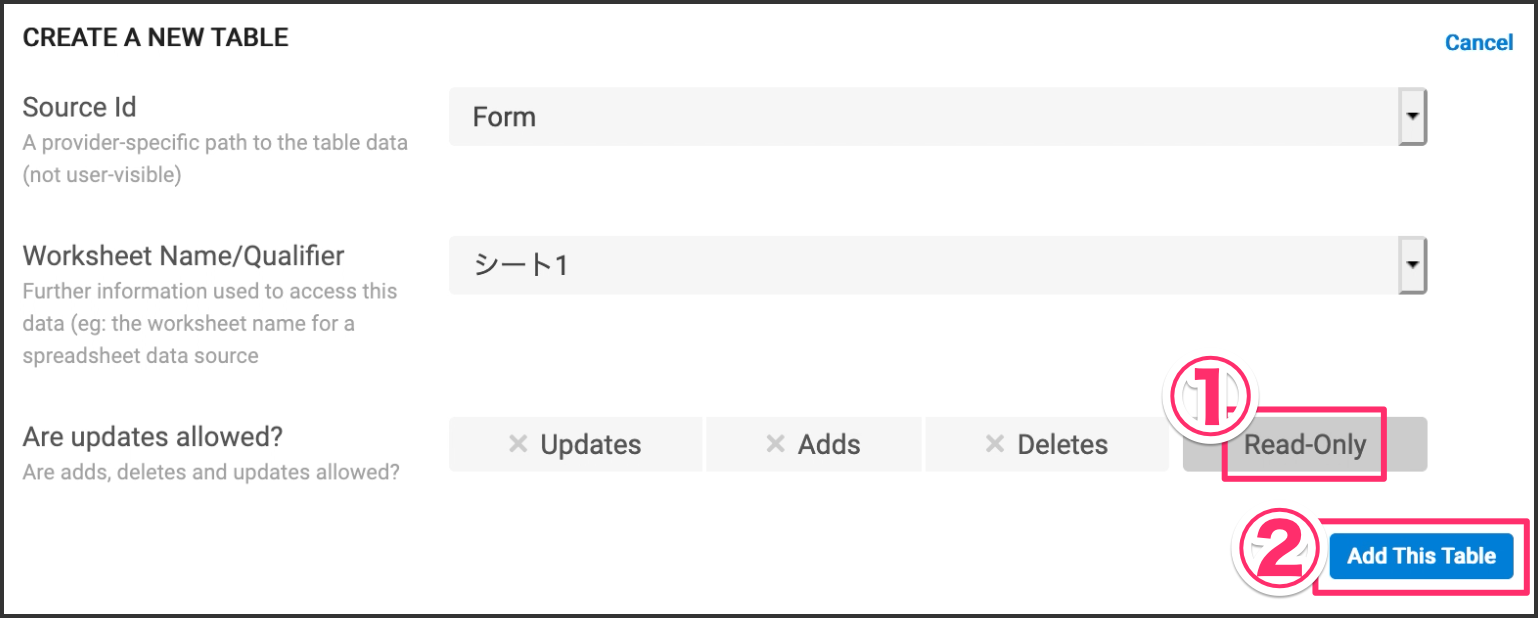 CREATE A NEW TABLE
Cancel
Source Id
Form
A provider-specific path to the table data
(not user-visible)
Worksheet Name/Qualifier
シート1
Further information used to access this
data (eg: the worksheet name for a
spreadsheet data source
①
Are updates allowed?
× Updates
× Adds
× Deletes
Read-Only
Are adds, deletes and updates allowed?
②
Add This Table